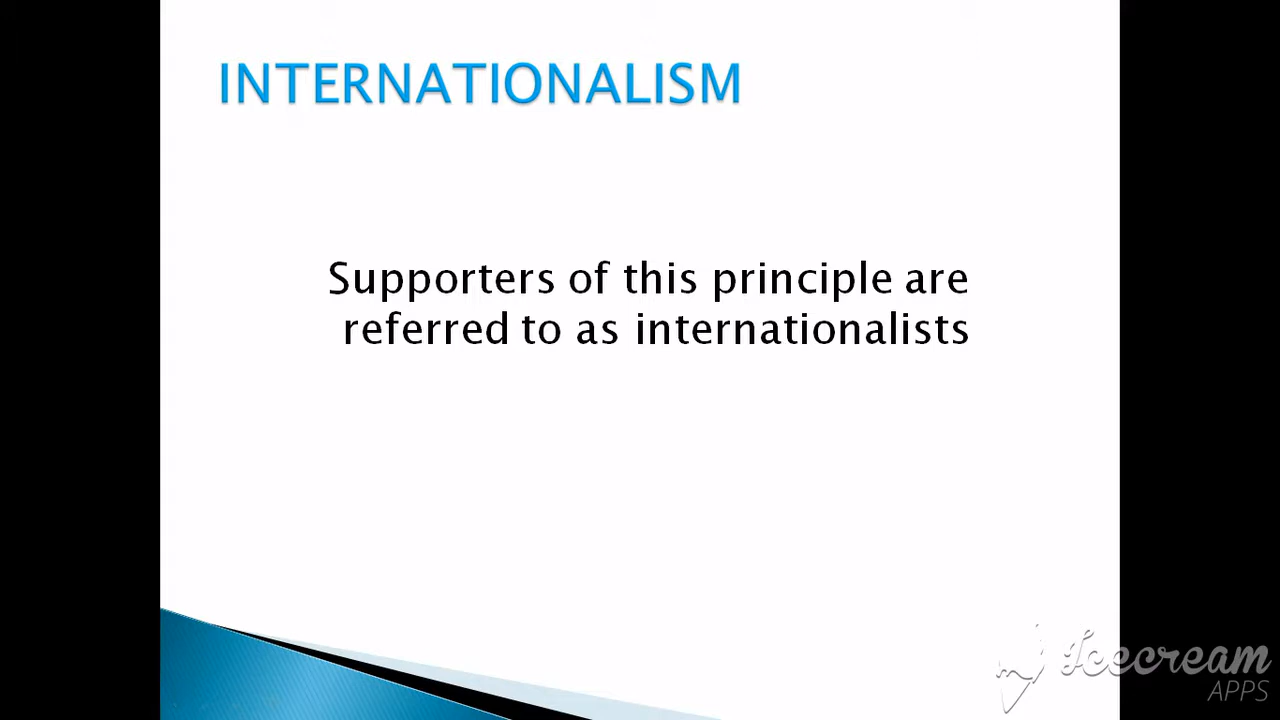 INTERNATIONALISM
Supporters of this principle are
referred to as internationalists
Icecream
APPS